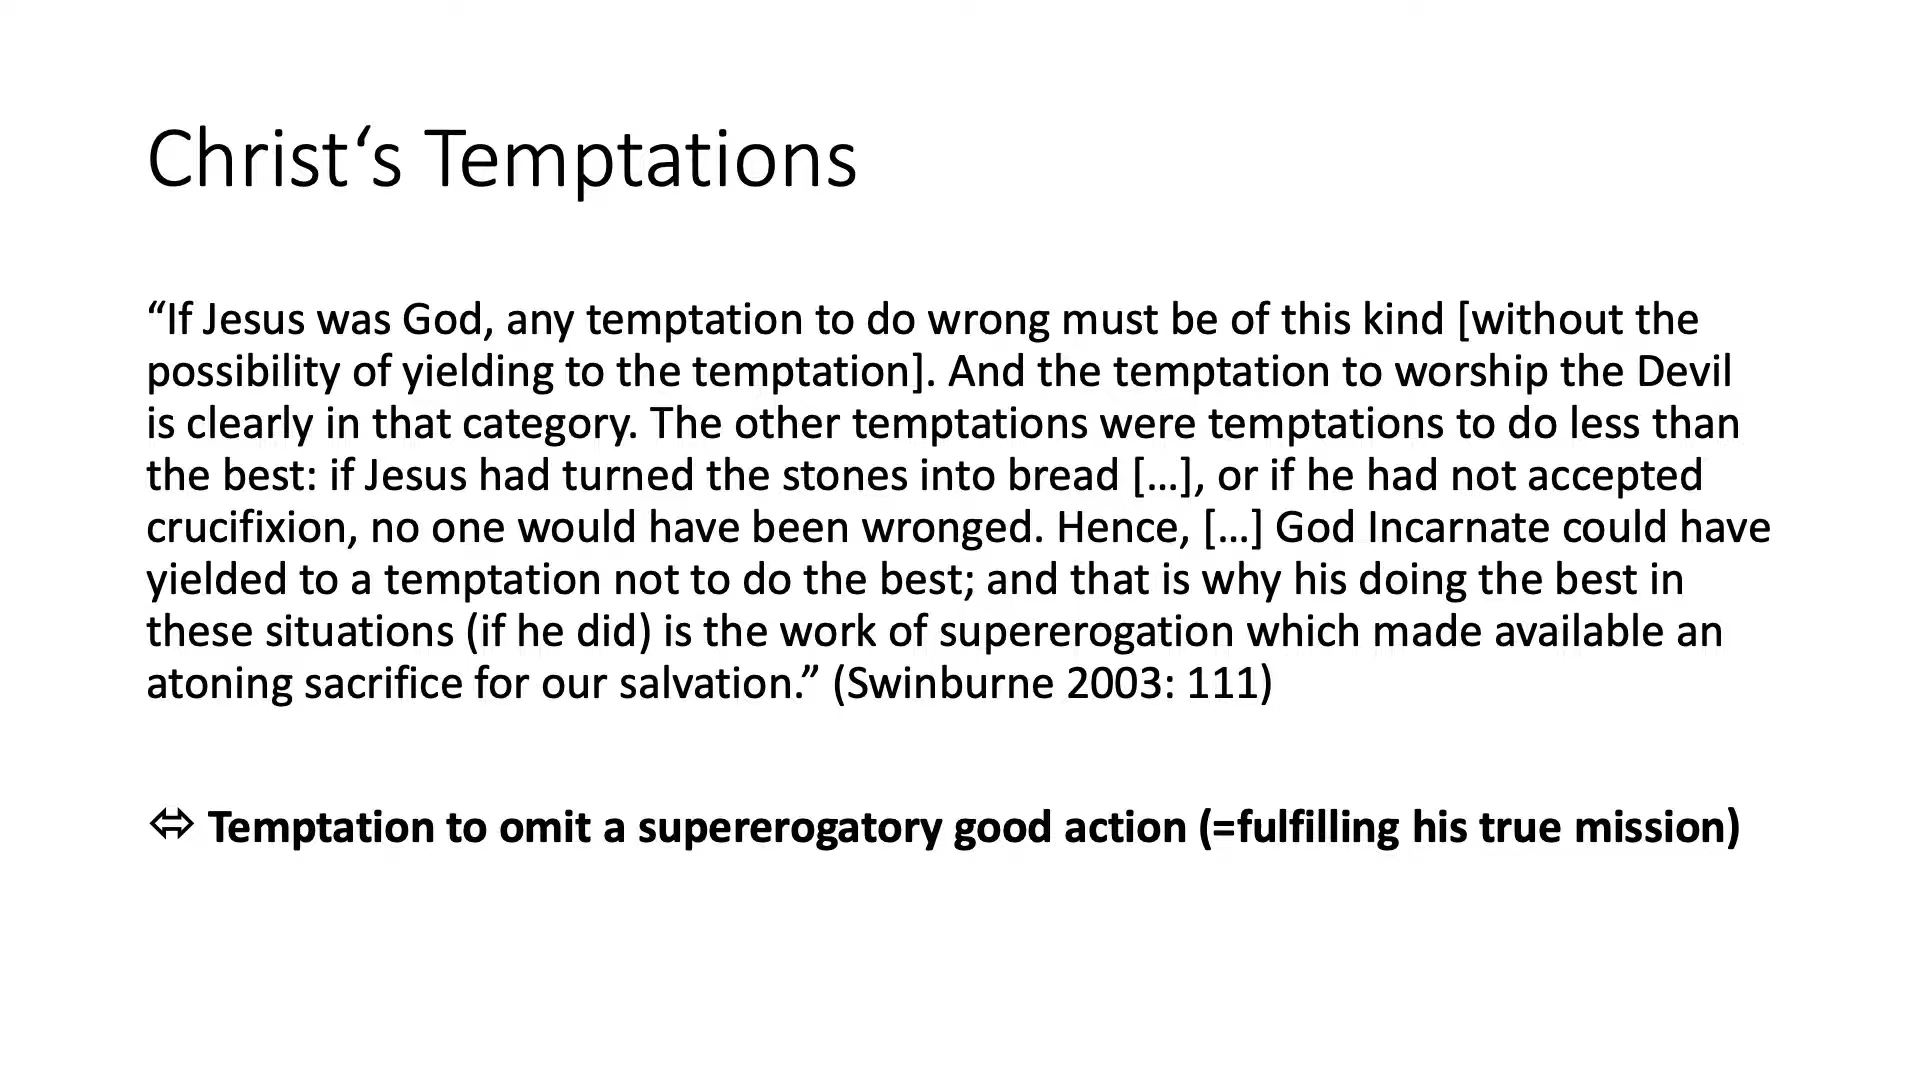 Christ‘s Temptations
“If Jesus was God, any temptation to do wrong must be of this kind [without the
possibility of yielding to the temptation]. And the temptation to worship the Devil
is clearly in that category. The other temptations were temptations to do less than
the best: if Jesus had turned the stones into bread […], or if he had not accepted
crucifixion, no one would have been wronged. Hence, […] God Incarnate could have
yielded to a temptation not to do the best; and that is why his doing the best in
these situations (if he did) is the work of supererogation which made available an
atoning sacrifice for our salvation.” (Swinburne 2003: 111)
⬄ Temptation to omit a supererogatory good action (=fulfilling his true mission)